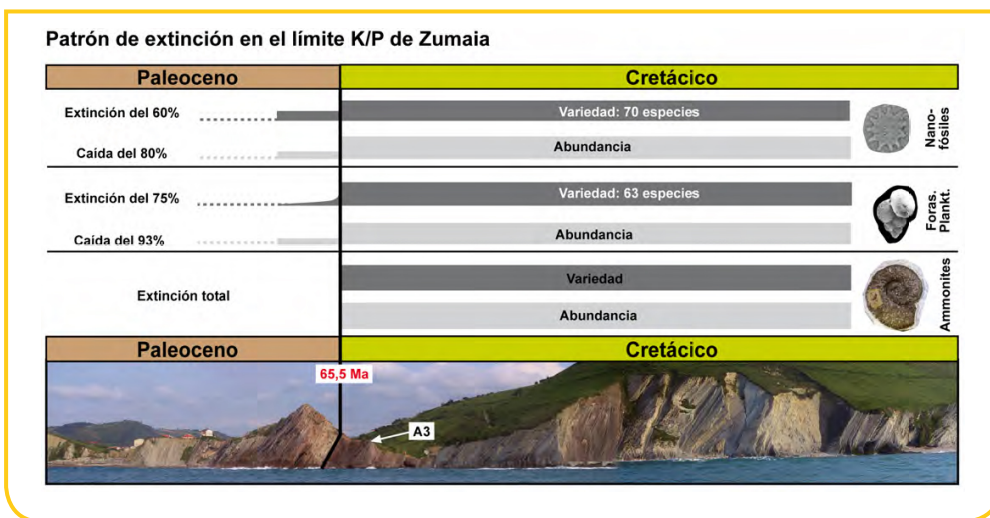 Patrón de extinción en el límite K/P de Zumaia
Paleoceno
Cretácico
Extinción del 60%
Variedad: 70 especies
Nano-
fósiles
Caída del 80%
Abundancia
Extinción del 75%
Variedad: 63 especies
Foras.
Plankt.
Caída del 93%
Abundancia
Extinción total
Variedad
Abundancia
Ammonites
Paleoceno
Cretácico
65,5 Ma
A3